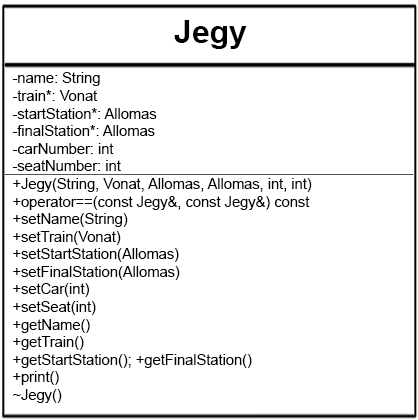 Jegy
-name: String
-train*: Vonat
-startStation*: Allomas
-finalStation*: Allomas
-carNumber: int
-seatNumber: int
+Jegy(String, Vonat, Allomas, Allomas, int, int)
+operator==(const Jegy&, const Jegy&) const
+setName(String)
+setTrain(Vonat)
+setStartStation(Allomas)
+setFinalStation(Allomas)
+setCar(int)
+setSeat(int)
+getName()
+getTrain()
+getStartStation(); +getFinalStation()
+print()
~Jegy()